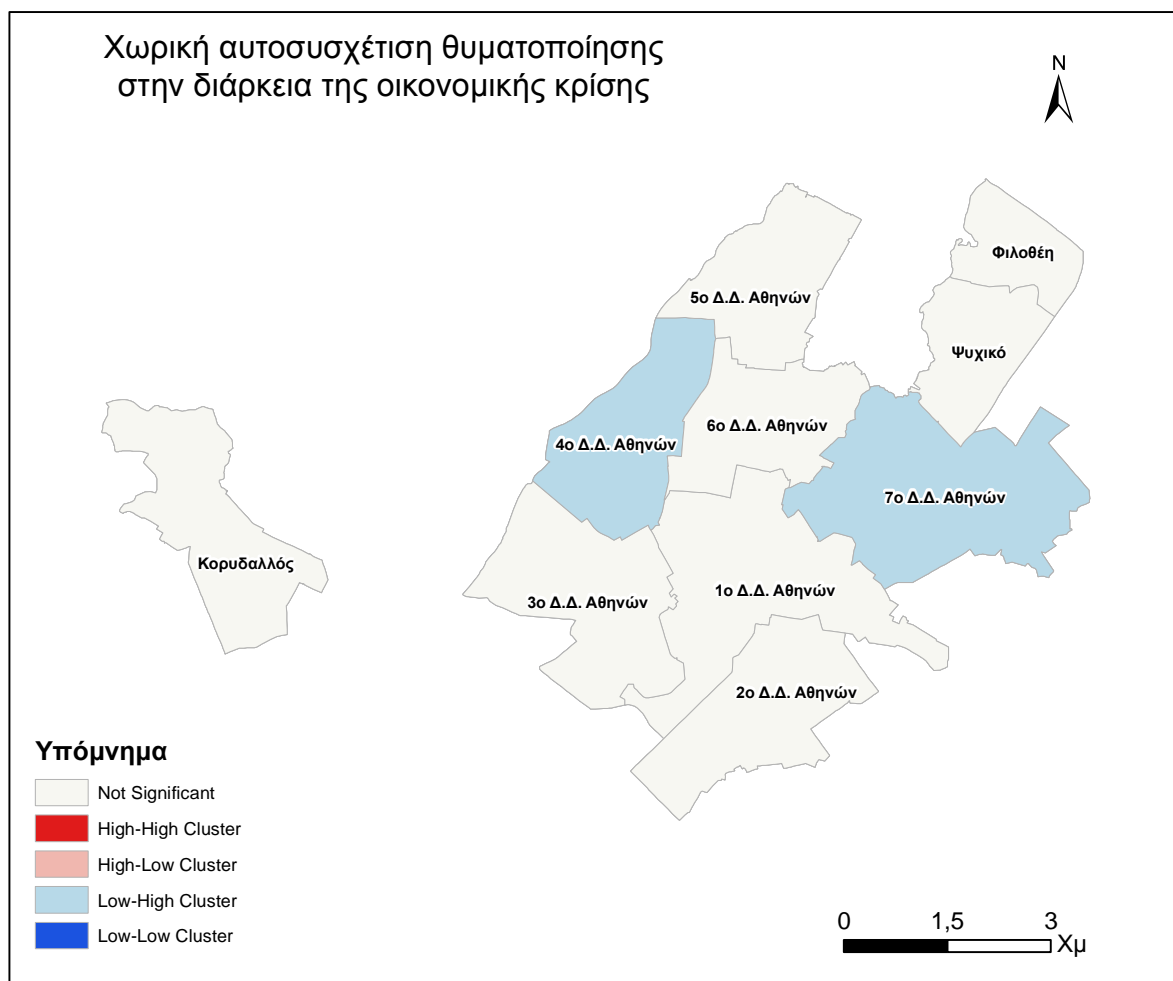 Χωρική αυτοσυσχέτιση θυματοποίησης
στην διάρκεια της οικονομικής κρίσης
N
Φιλοθέη
5ο Δ.Δ. Αθηνών
Ψυχικό
6ο Δ.Δ. Αθηνών
4ο Δ.Δ. Αθηνών
7ο Δ.Δ. Αθηνών
Κορυδαλλός
1ο Δ.Δ. Αθηνών
3ο Δ.Δ. Αθηνών
2ο Δ.Δ. Αθηνών
Υπόμνημα
Not Significant
High-High Cluster
High-Low Cluster
Low-High Cluster
Low-Low Cluster
0 1,5 3
Χμ